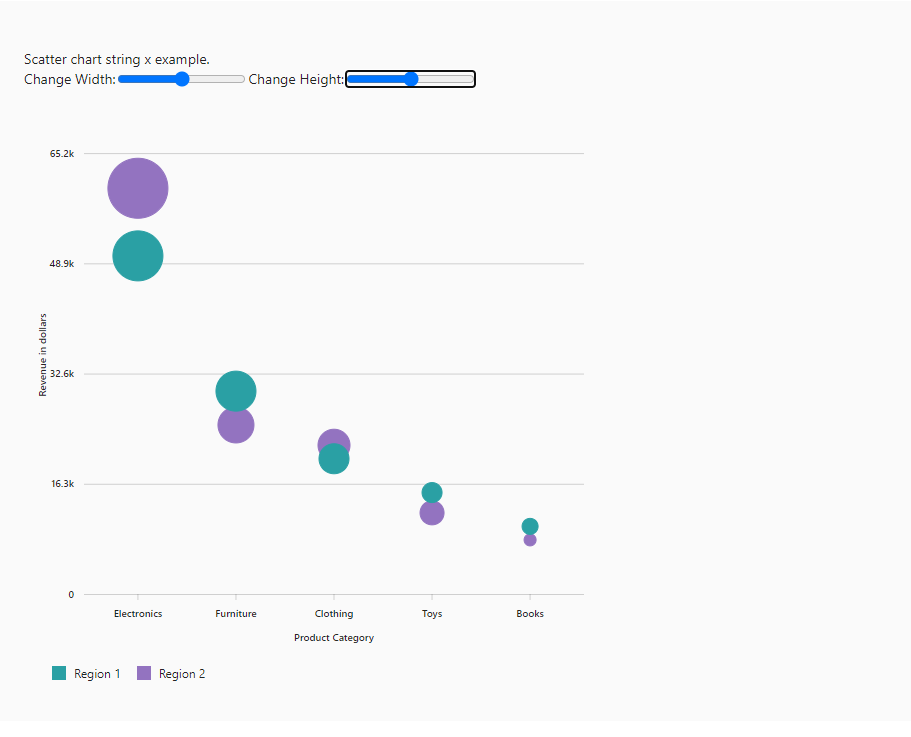 Scatter chart string x example.
Change Width: Change Height:
65.2k
48.9k
32.6k
16.3k
0
Revenue in dollars
Electronics Furniture Clothing Toys Books
Product Category
Region 1 Region 2